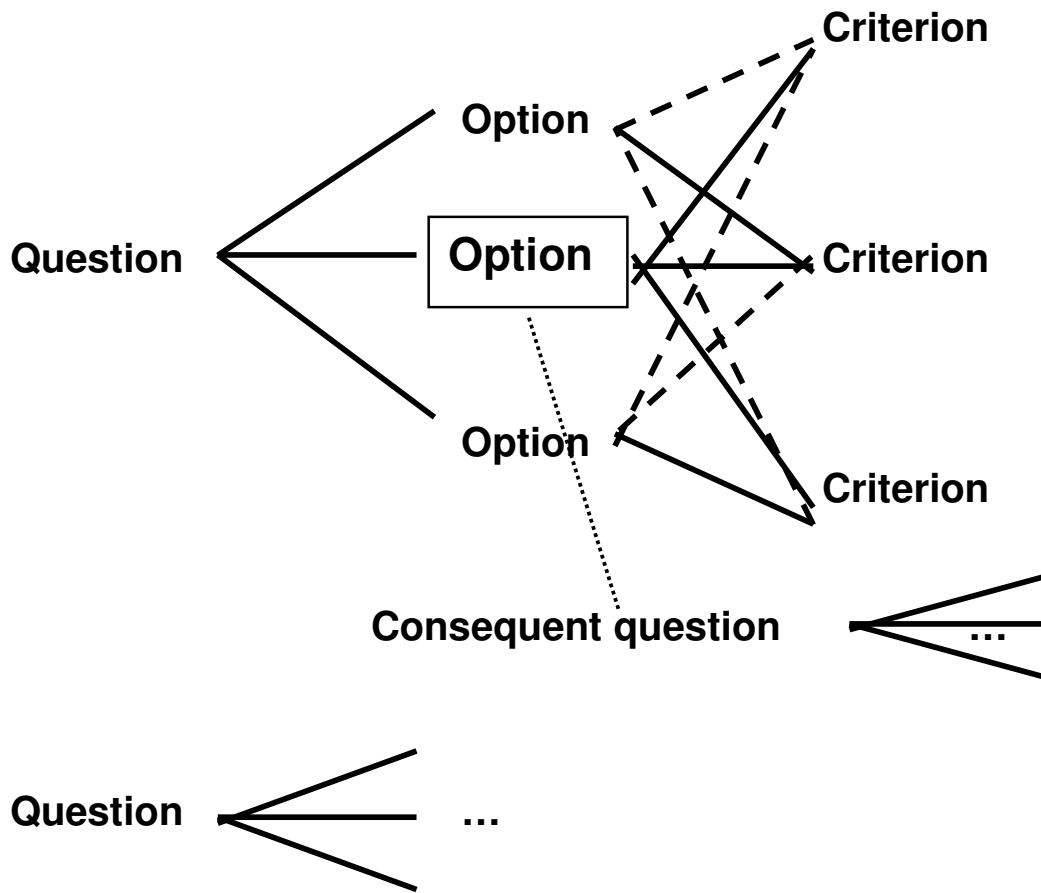 Criterion
Option
Question
Option
Criterion
Option
Criterion
Consequent question
...
Question
...